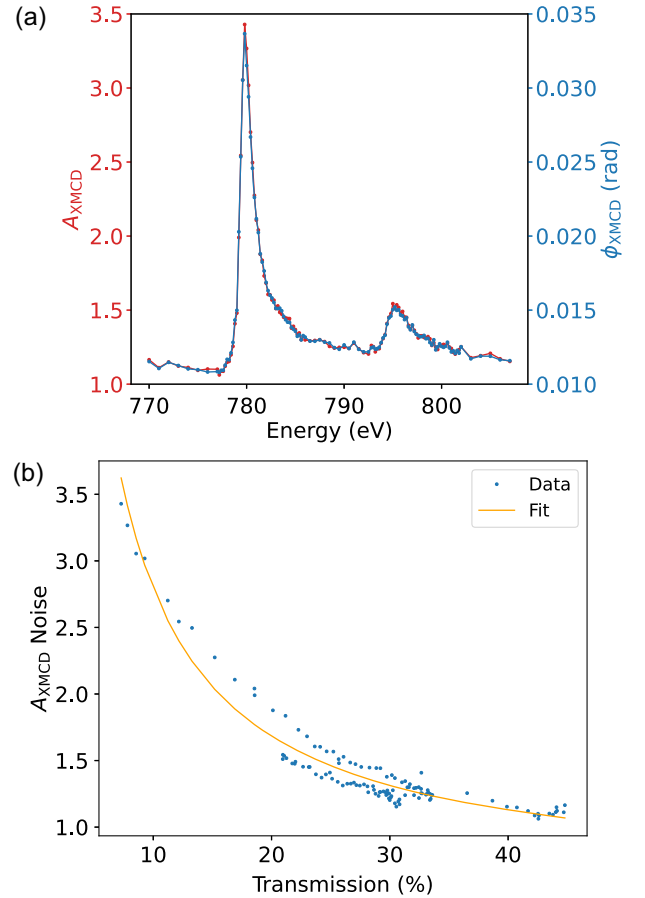 (a)
3.5
3.0
2.5
2.0
1.5
1.0
A_XMCD
0.035
0.030
0.025
0.020
0.015
0.010
ϕ_XMCD (rad)
770 780 790 800
Energy (eV)
(b)
3.5
3.0
2.5
2.0
1.5
1.0
A_XMCD Noise
Data
Fit
10 20 30 40
Transmission (%)